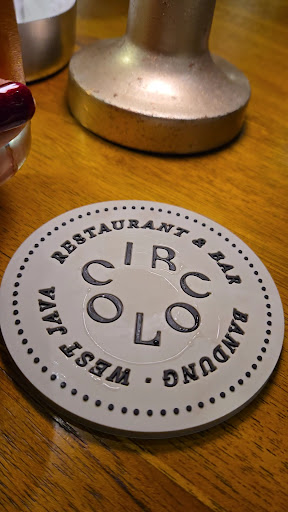 RESTAURANT & BAR
BANDUNG · WEST JAVA
CIRCOLO